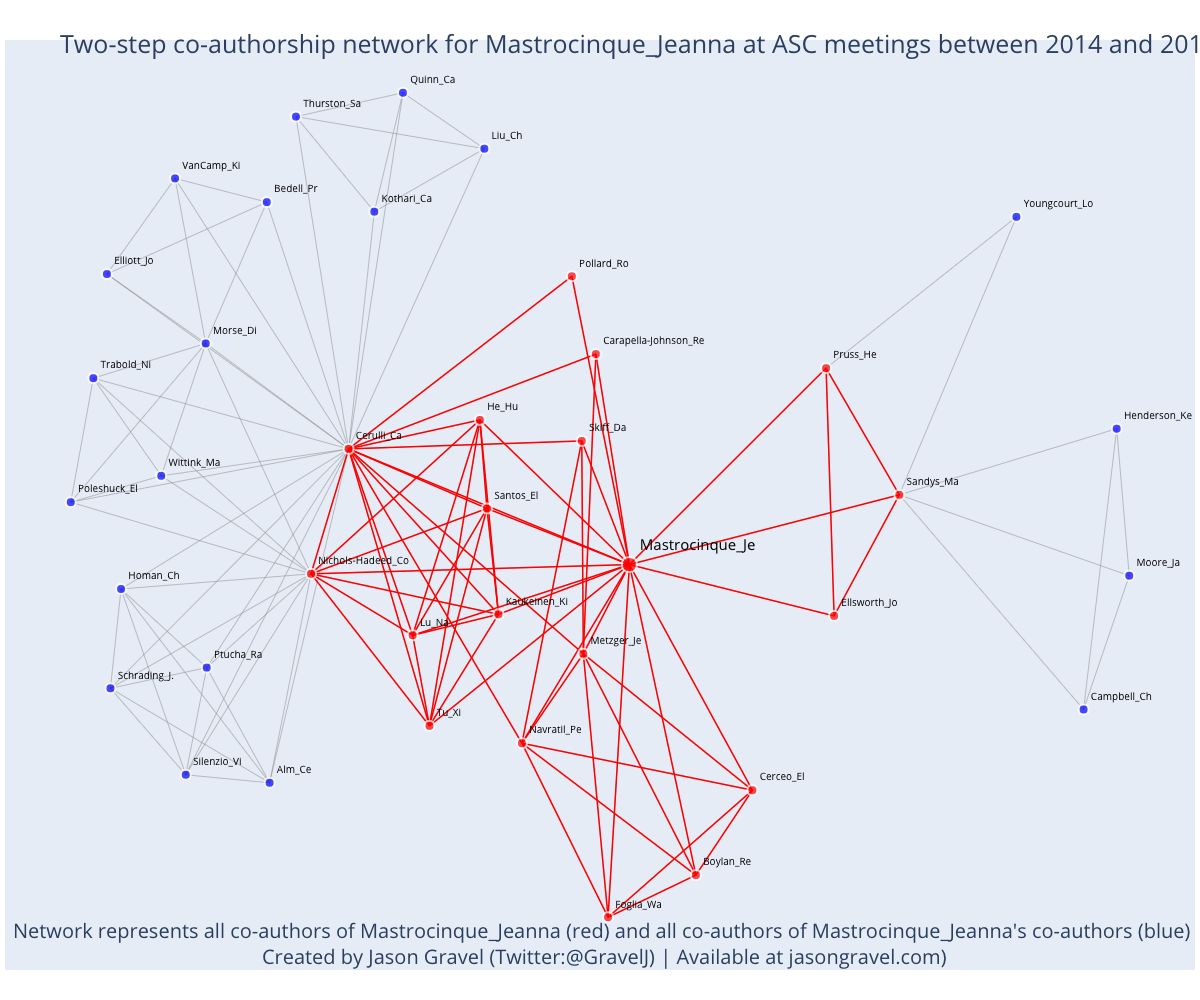 Two-step co-authorship network for Mastrocinque_Jeanna at ASC meetings between 2014 and 201
Quinn_Ca
Thurston_Sa
Liu_Ch
VanCamp_Ki
Bedell_Pr
Kothari_Ca
Youngcourt_Lo
Elliott_Jo
Pollard_Ro
Morse_Di
Carapella-Johnson_Re
Pruss_He
Trabold_Ni
He_Hu
Henderson_Ke
Skiff_Da
Cerulli_Ca
Wittink_Ma
Sandys_Ma
Poleshuck_El
Santos_El
Mastrocinque_Je
Nichols-Hadeed_Co
Moore_Ja
Homan_Ch
Kaukeinen_Ki
Ellsworth_Jo
Lu_Na
Metzger_Je
Ptucha_Ra
Schrading_J.
Campbell_Ch
Tu_Xi
Navratil_Pe
Silenzio_Vi
Alm_Ce
Cerceo_El
Boylan_Re
Foglia_Wa
Network represents all co-authors of Mastrocinque_Jeanna (red) and all co-authors of Mastrocinque_Jeanna's co-authors (blue)
Created by Jason Gravel (Twitter:@GravelJ) | Available at jasongravel.com)